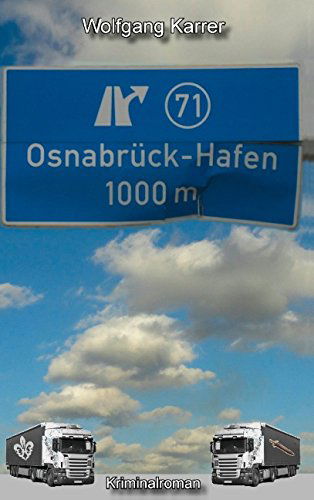 Wolfgang Karrer
71
Osnabrück-Hafen
1000 m
Kriminalroman